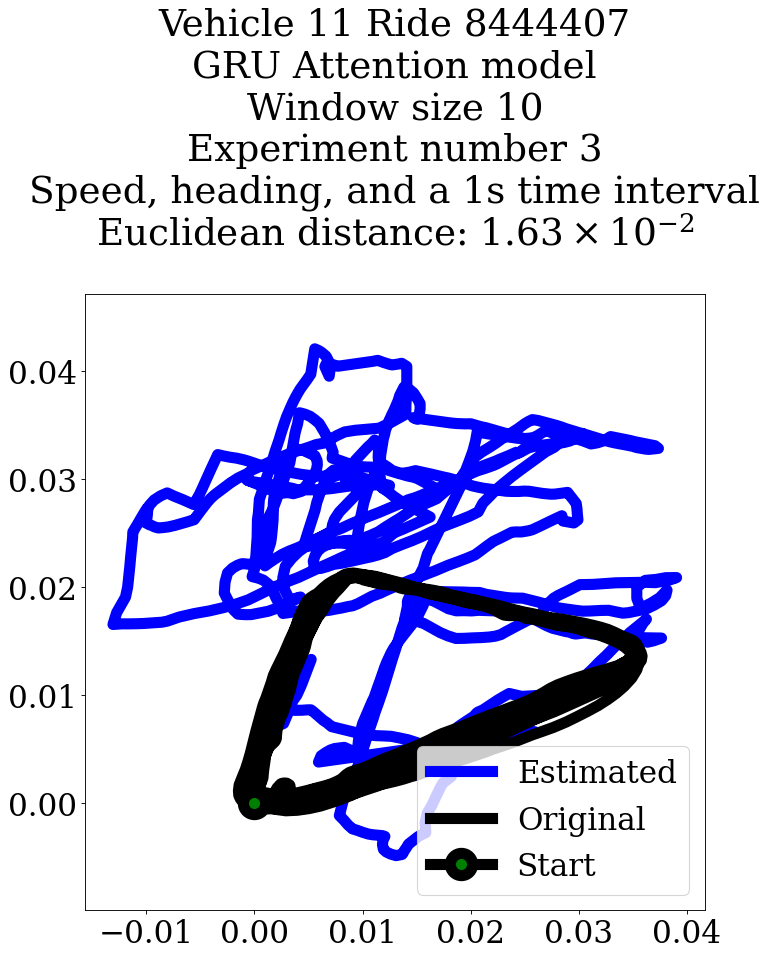 Vehicle 11 Ride 8444407
GRU Attention model
Window size 10
Experiment number 3
Speed, heading, and a 1s time interval
Euclidean distance: 1.63 × 10⁻²
0.04
0.03
0.02
0.01
0.00
Estimated
Original
Start
−0.01 0.00 0.01 0.02 0.03 0.04